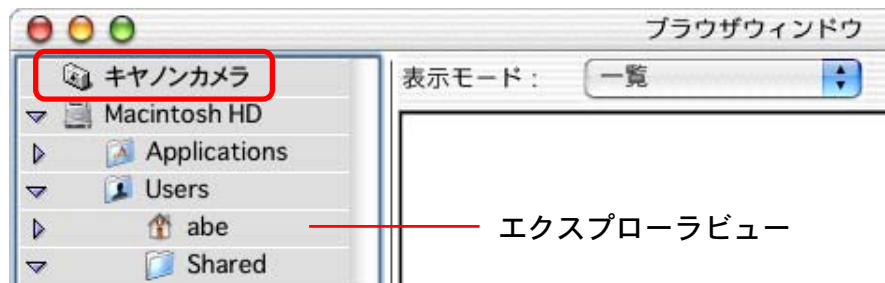 ブラウザウィンドウ
キヤノンカメラ
表示モード： 一覧
Macintosh HD
Applications
Users
abe
エクスプローラビュー
Shared